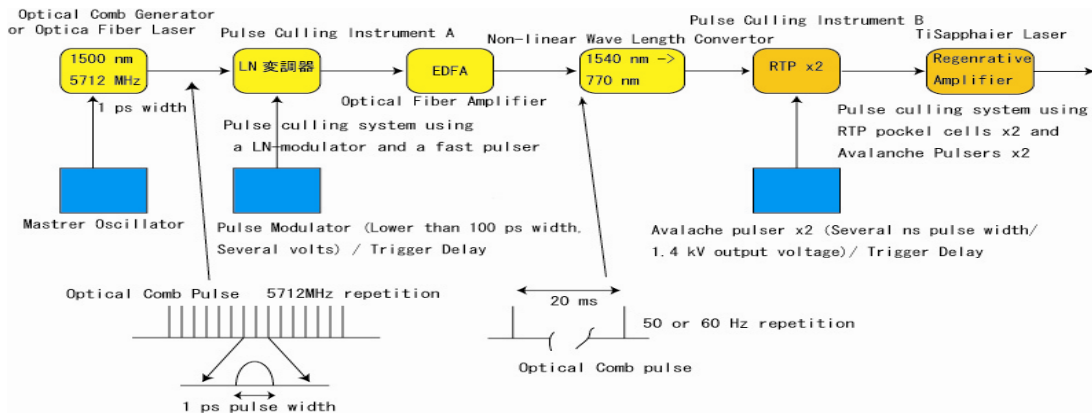 Optical Comb Generator
or Optica Fiber Laser
Pulse Culling Instrument A
Non-linear Wave Length Convertor
Pulse Culling Instrument B
TiSapphaier Laser
1500 nm
5712 MHz
LN 変調器
EDFA
1540 nm ->
770 nm
RTP x2
Regenrative
Amplifier
1 ps width
Optical Fiber Amplifier
Pulse culling system using
a LN-modulator and a fast pulser
Pulse culling system using
RTP pockel cells x2 and
Avalanche Pulsers x2
Mastrer Oscillator
Pulse Modulator (Lower than 100 ps width,
Several volts) / Trigger Delay
Avalache pulser x2 (Several ns pulse width/
1.4 kV output voltage)/ Trigger Delay
Optical Comb Pulse 5712MHz repetition
20 ms
50 or 60 Hz repetition
Optical Comb pulse
1 ps pulse width